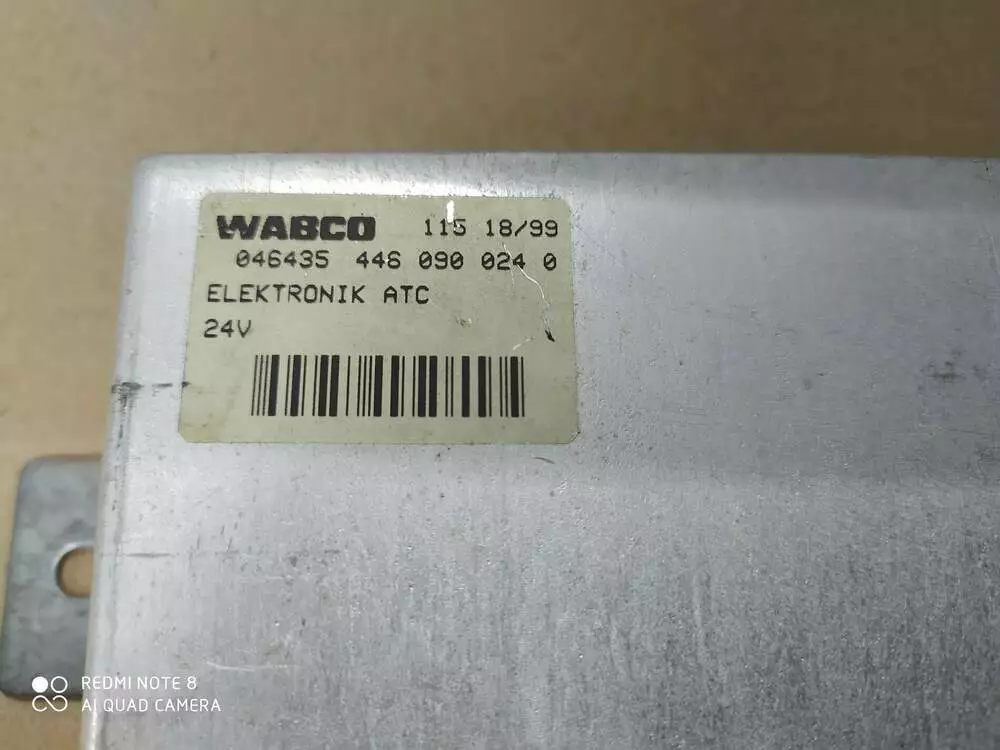 WABCO 115 18/99
046435 446 090 024 0
ELEKTRONIK ATC
24V
REDMI NOTE 8
AI QUAD CAMERA